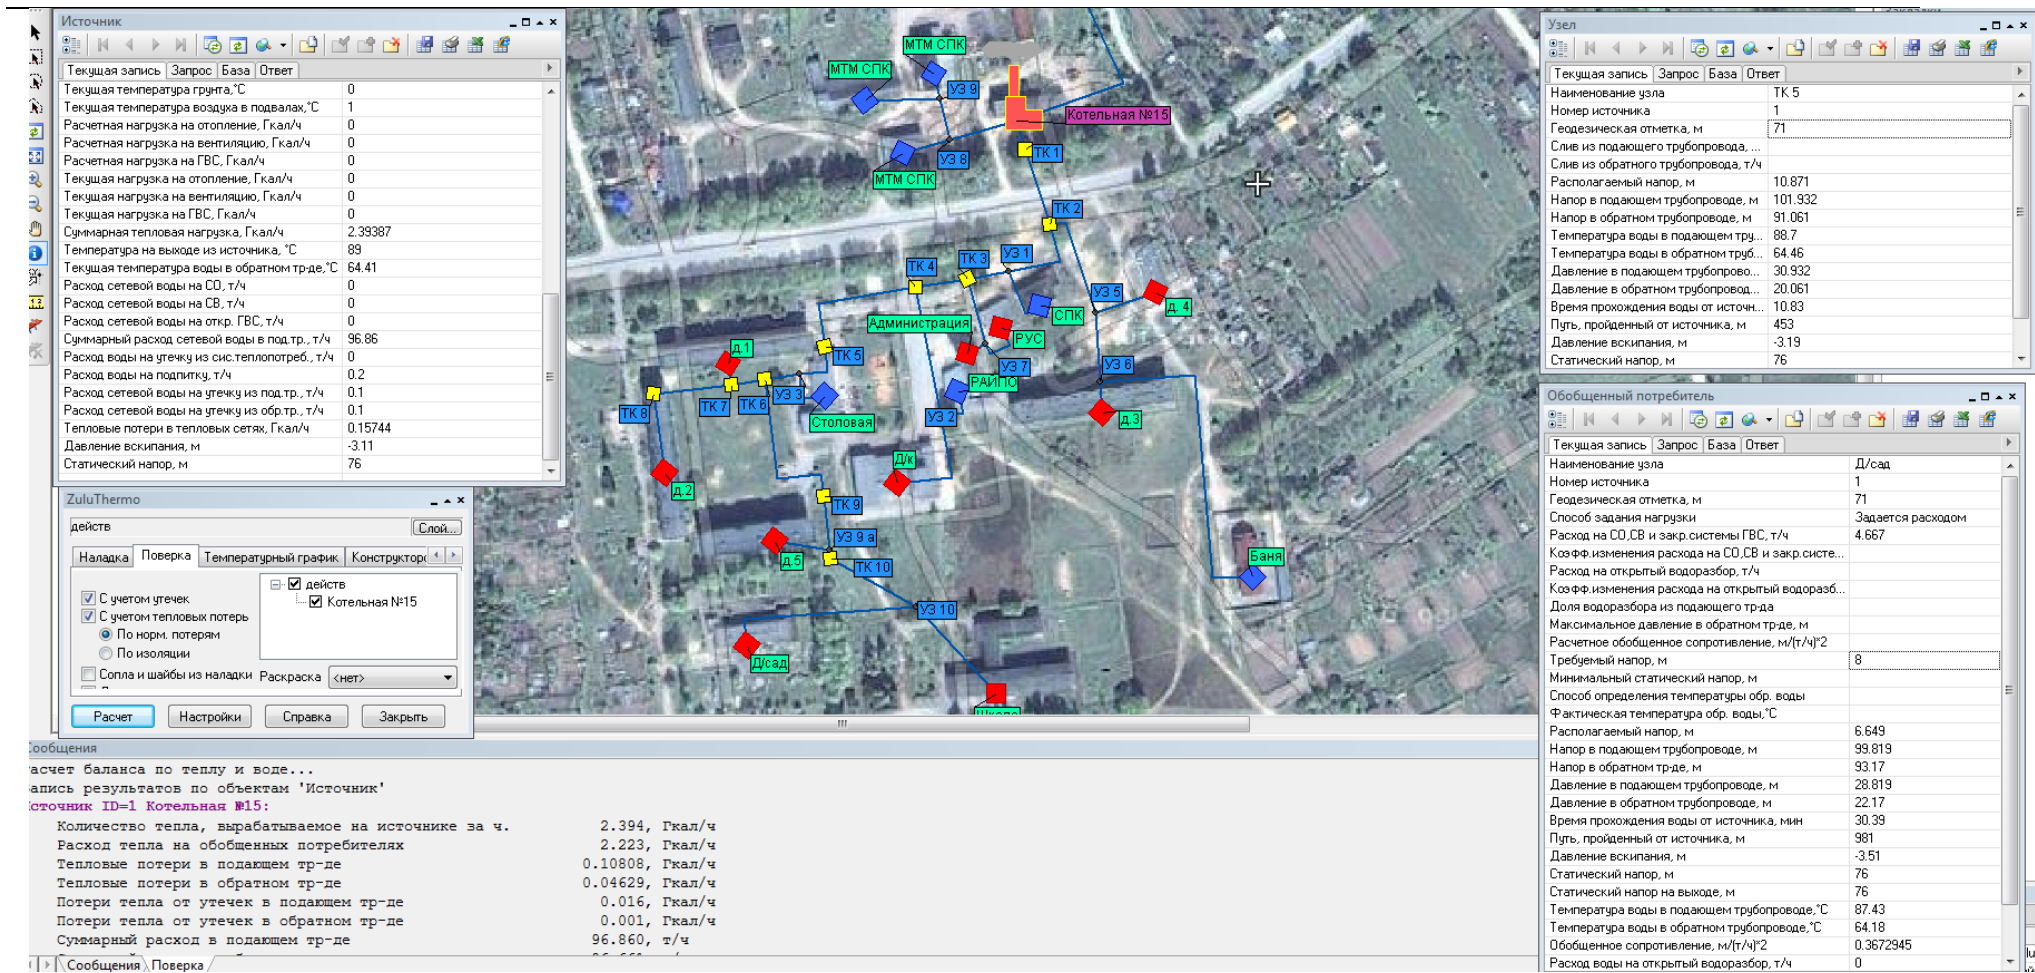 Источник
Текущая запись Запрос База Ответ
Текущая температура грунта,°C 0
Текущая температура воздуха в подвалах,°C 1
Расчетная нагрузка на отопление, Гкал/ч 0
Расчетная нагрузка на вентиляцию, Гкал/ч 0
Расчетная нагрузка на ГВС, Гкал/ч 0
Текущая нагрузка на отопление, Гкал/ч 0
Текущая нагрузка на вентиляцию, Гкал/ч 0
Текущая нагрузка на ГВС, Гкал/ч 0
Суммарная тепловая нагрузка, Гкал/ч 2.39387
Температура на выходе из источника, °C 89
Текущая температура воды в обратном тр-де,°C 64.41
Расход сетевой воды на СО, т/ч 0
Расход сетевой воды на СВ, т/ч 0
Расход сетевой воды на откр. ГВС, т/ч 0
Суммарный расход сетевой воды в под.тр., т/ч 96.86
Расход воды на утечку из сис.теплопотреб., т/ч 0
Расход воды на подпитку, т/ч 0.2
Расход сетевой воды на утечку из под.тр., т/ч 0.1
Расход сетевой воды на утечку из обр.тр., т/ч 0.1
Тепловые потери в тепловых сетях, Гкал/ч 0.15744
Давление вскипания, м -3.11
Статический напор, м 76
ZuluThermo
действ Слой...
Наладка Поверка Температурный график Конструкторс
С учетом утечек
С учетом тепловых потерь
По норм. потерям
По изоляции
Сопла и шайбы из наладки Раскраска <нет>
действ
Котельная №15
Расчет Настройки Справка Закрыть
МТМ СПК
МТМ СПК
УЗ 9
Котельная №15
УЗ 8
ТК 1
МТМ СПК
ТК 2
УЗ 1
ТК 3
ТК 4
УЗ 5
д. 4
СПК
Администрация
РУС
д.1
ТК 5
УЗ 7
УЗ 6
РАЙПО
УЗ 3
ТК 8
ТК 7
ТК 6
Столовая
УЗ 2
д.3
Д/к
д.2
ТК 9
УЗ 9 а
д.5
ТК 10
Баня
УЗ 10
Д/сад
Школа
Узел
Текущая запись Запрос База Ответ
Наименование узла ТК 5
Номер источника 1
Геодезическая отметка, м 71
Слив из подающего трубопровода, ...
Слив из обратного трубопровода, т/ч
Располагаемый напор, м 10.871
Напор в подающем трубопроводе, м 101.932
Напор в обратном трубопроводе, м 91.061
Температура воды в подающем тру... 88.7
Температура воды в обратном труб... 64.46
Давление в подающем трубопрово... 30.932
Давление в обратном трубопровод... 20.061
Время прохождения воды от источн... 10.83
Путь, пройденный от источника, м 453
Давление вскипания, м -3.19
Статический напор, м 76
Обобщенный потребитель
Текущая запись Запрос База Ответ
Наименование узла Д/сад
Номер источника 1
Геодезическая отметка, м 71
Способ задания нагрузки Задается расходом
Расход на СО,СВ и закр.системы ГВС, т/ч 4.667
Коэфф.изменения расхода на СО,СВ и закр.систе...
Расход на открытый водоразбор, т/ч
Коэфф.изменения расхода на открытый водоразб...
Доля водоразбора из подающего тр-да
Максимальное давление в обратном тр-де, м
Расчетное обобщенное сопротивление, м/(т/ч)*2
Требуемый напор, м 8
Минимальный статический напор, м
Способ определения температуры обр. воды
Фактическая температура обр. воды,°C
Располагаемый напор, м 6.649
Напор в подающем трубопроводе, м 99.819
Напор в обратном тр-де, м 93.17
Давление в подающем трубопроводе, м 28.819
Давление в обратном трубопроводе, м 22.17
Время прохождения воды от источника, мин 30.39
Путь, пройденный от источника, м 981
Давление вскипания, м -3.51
Статический напор, м 76
Статический напор на выходе, м 76
Температура воды в подающем трубопроводе,°C 87.43
Температура воды в обратном трубопроводе,°C 64.18
Обобщенное сопротивление, м/(т/ч)*2 0.3672945
Расход воды на открытый водоразбор, т/ч 0
Сообщения
расчет баланса по теплу и воде...
запись результатов по объектам 'Источник'
Источник ID=1 Котельная №15:
Количество тепла, вырабатываемое на источнике за ч. 2.394, Гкал/ч
Расход тепла на обобщенных потребителях 2.223, Гкал/ч
Тепловые потери в подающем тр-де 0.10808, Гкал/ч
Тепловые потери в обратном тр-де 0.04629, Гкал/ч
Потери тепла от утечек в подающем тр-де 0.016, Гкал/ч
Потери тепла от утечек в обратном тр-де 0.001, Гкал/ч
Суммарный расход в подающем тр-де 96.860, т/ч
Сообщения Поверка